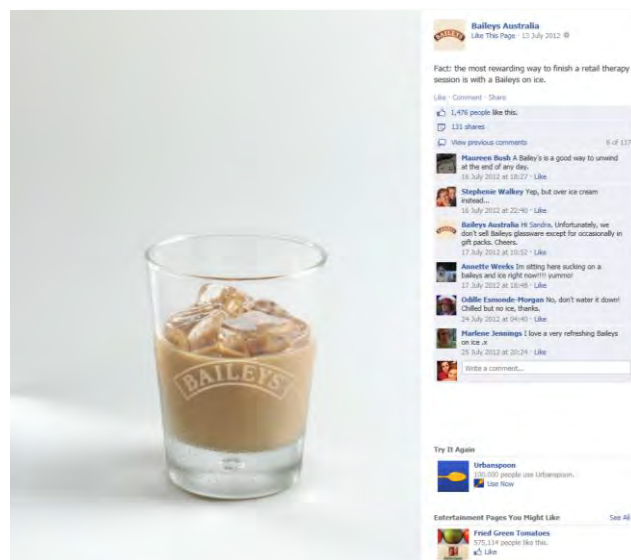 BAILEYS
BAILEYS
Baileys Australia
Like This Page · 13 July 2012
Fact: the most rewarding way to finish a retail therapy
session is with a Baileys on ice.
Like · Comment · Share
1,476 people like this.
131 shares
View previous comments 6 of 117
Maureen Bush A Bailey's is a good way to unwind
at the end of any day.
16 July 2012 at 18:27 · Like
Stephenie Walkey Yep, but over ice cream
instead...
16 July 2012 at 22:40 · Like
Baileys Australia Hi Sandra. Unfortunately, we
don't sell Baileys glassware except for occasionally in
gift packs. Cheers.
17 July 2012 at 10:52 · Like
Annette Weeks Im sitting here sucking on a
baileys and ice right now!!!! yummo!
17 July 2012 at 18:48 · Like
Odille Esmonde-Morgan No, don't water it down!
Chilled but no ice, thanks.
24 July 2012 at 04:40 · Like
Marlene Jennings I love a very refreshing Baileys
on ice .x
25 July 2012 at 20:24 · Like
Write a comment...
Try It Again
Urbanspoon
100,000 people use Urbanspoon.
Use Now
Entertainment Pages You Might Like See All
Fried Green Tomatoes
575,114 people like this.
Like